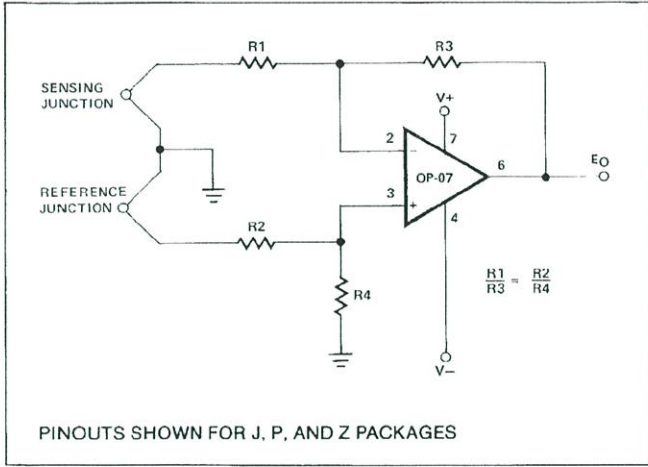 R1
R3
SENSING
JUNCTION
V+
2
7
-
6
EO
OP-07
REFERENCE
JUNCTION
3
+
4
R2
R1/R3 = R2/R4
R4
V-
PINOUTS SHOWN FOR J, P, AND Z PACKAGES